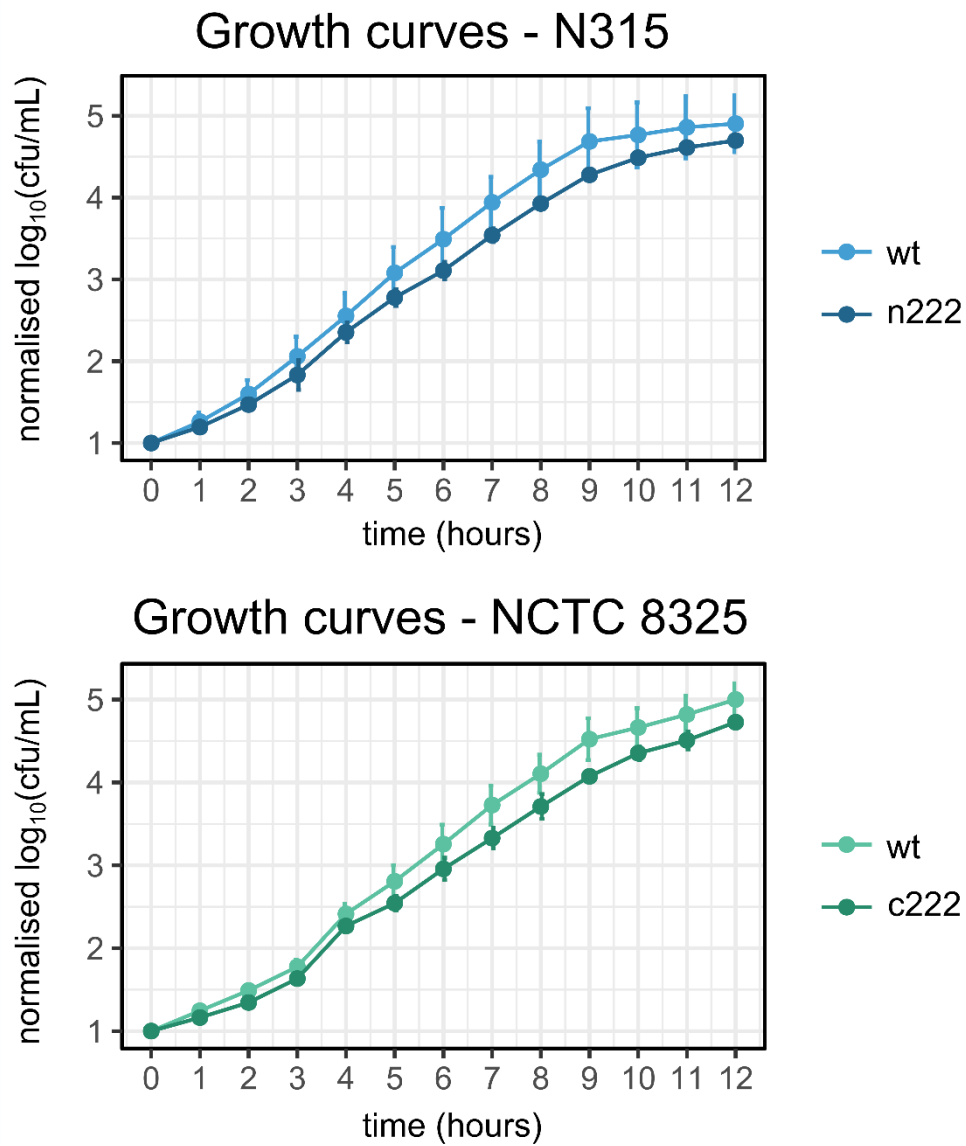 Growth curves - N315
normalised log₁₀(cfu/mL)
5
4
3
2
1
0 1 2 3 4 5 6 7 8 9 10 11 12
time (hours)
wt
n222
Growth curves - NCTC 8325
normalised log₁₀(cfu/mL)
5
4
3
2
1
0 1 2 3 4 5 6 7 8 9 10 11 12
time (hours)
wt
c222